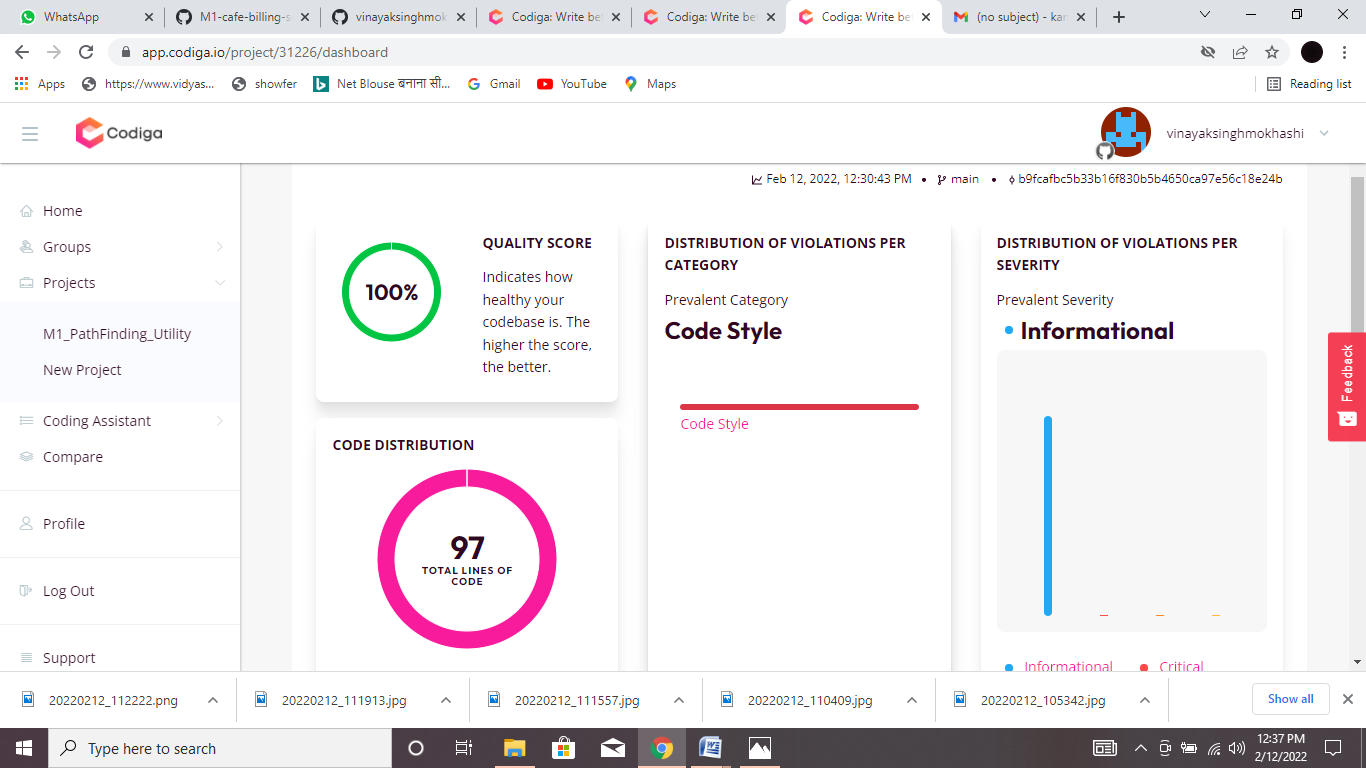 WhatsApp
M1-cafe-billing-s
vinayaksinghmok
Codiga: Write be
Codiga: Write be
Codiga: Write be
(no subject) - kar
app.codiga.io/project/31226/dashboard
Apps
https://www.vidyas...
showfer
Net Blouse बनाना सी...
Gmail
YouTube
Maps
Reading list
Codiga
vinayaksinghmokhashi
Feb 12, 2022, 12:30:43 PM • main • b9fcafbc5b33b16f830b5b4650ca97e56c18e24b
Home
Groups
Projects
M1_PathFinding_Utility
New Project
Coding Assistant
Compare
Profile
Log Out
Support
100%
QUALITY SCORE
Indicates how
healthy your
codebase is. The
higher the score,
the better.
CODE DISTRIBUTION
97
TOTAL LINES OF
CODE
DISTRIBUTION OF VIOLATIONS PER
CATEGORY
Prevalent Category
Code Style
Code Style
DISTRIBUTION OF VIOLATIONS PER
SEVERITY
Prevalent Severity
Informational
Informational
Critical
Feedback
20220212_112222.png
20220212_111913.jpg
20220212_111557.jpg
20220212_110409.jpg
20220212_105342.jpg
Show all
Type here to search
12:37 PM
2/12/2022